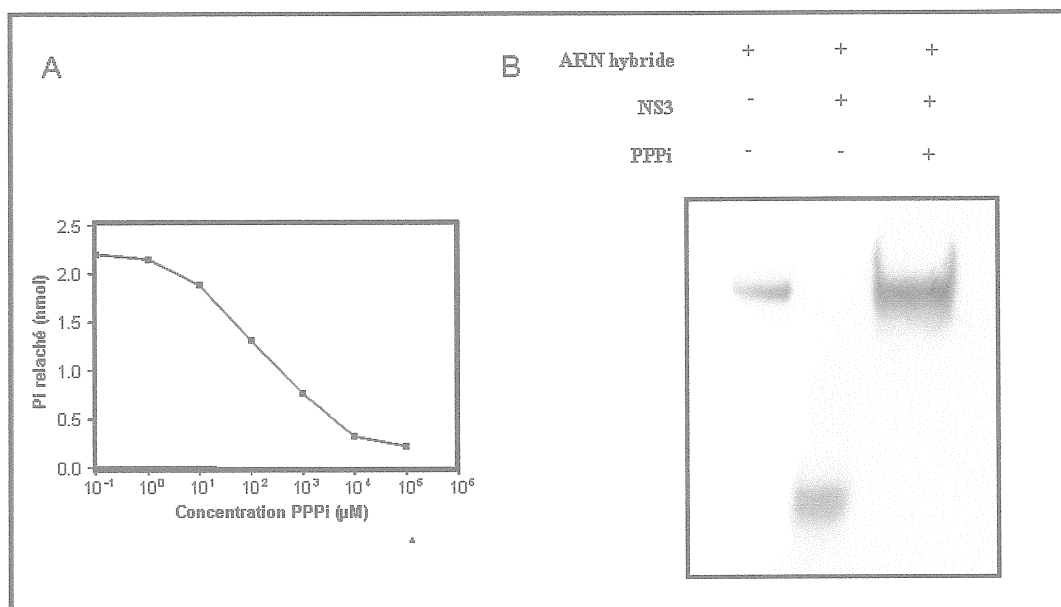 A
B
ARN hybride + + +
NS3 - + +
PPPi - - +
2.5
2.0
1.5
1.0
0.5
0.0
Pi relaché (nmol)
10⁻¹ 10⁰ 10¹ 10² 10³ 10⁴ 10⁵ 10⁶
Concentration PPPi (µM)